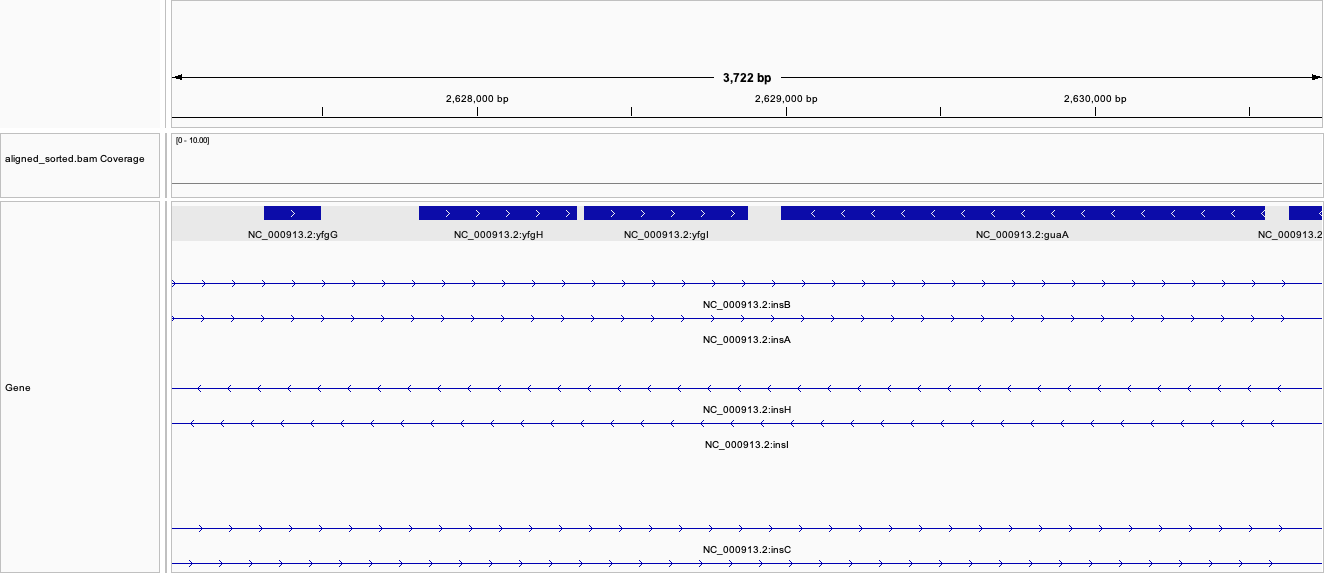 3,722 bp
2,628,000 bp 2,629,000 bp 2,630,000 bp
[0 - 10.00]
aligned_sorted.bam Coverage
NC_000913.2:yfgG NC_000913.2:yfgH NC_000913.2:yfgI NC_000913.2:guaA NC_000913.2
NC_000913.2:insB
NC_000913.2:insA
Gene
NC_000913.2:insH
NC_000913.2:insI
NC_000913.2:insC